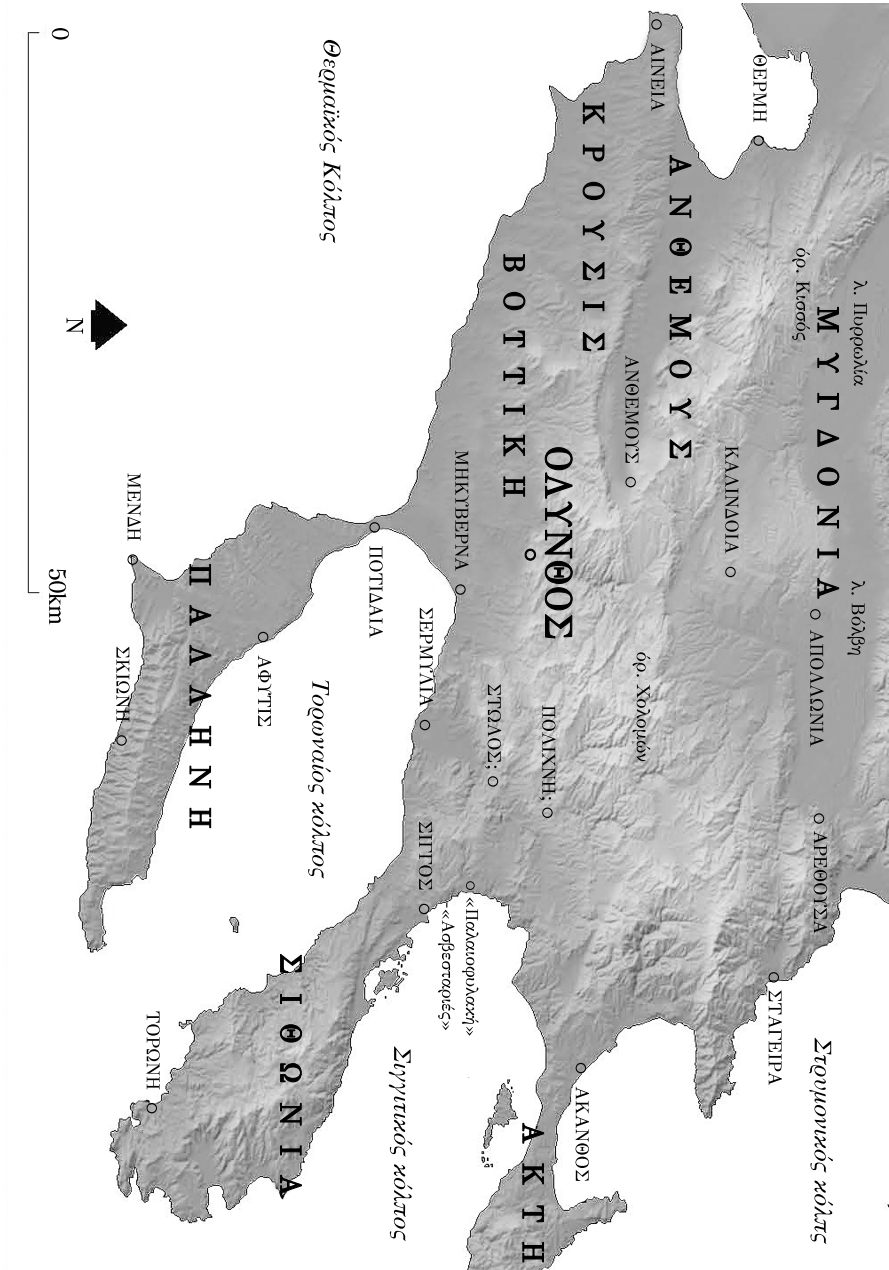 Στρυμονικός κόλπς
λ. Πυρρωλία
λ. Βόλβη
ΜΥΓΔΟΝΙΑ
ΑΠΟΛΛΩΝΙΑ
ΑΡΕΘΟΥΣΑ
όρ. Κισσός
ΘΕΡΜΗ
ΣΤΑΓΕΙΡΑ
ΚΑΛΙΝΔΟΙΑ
ΑΝΘΕΜΟΥΣ
ΑΙΝΕΙΑ
ΑΝΘΕΜΟΥΣ
όρ. Χολομών
ΚΡΟΥΣΙΣ
ΑΚΑΝΘΟΣ
ΟΛΥΝΘΟΣ
ΠΟΛΙΧΝΗ;
ΑΚΤΗ
ΒΟΤΤΙΚΗ
ΣΤΩΛΟΣ;
«Παλαιοφυλακή»
ΜΗΚΥΒΕΡΝΑ
«Ασβεσταριές»
ΣΕΡΜΥΛΙΑ
ΣΙΓΓΟΣ
Σιγγιτικός κόλπος
ΠΟΤΙΔΑΙΑ
Θερμαϊκός Κόλπος
Τορωναίος κόλπος
ΣΙΘΩΝΙΑ
ΑΦΥΤΙΣ
ΠΑΛΛΗΝΗ
ΤΟΡΩΝΗ
ΜΕΝΔΗ
ΣΚΙΩΝΗ
N
0
50km